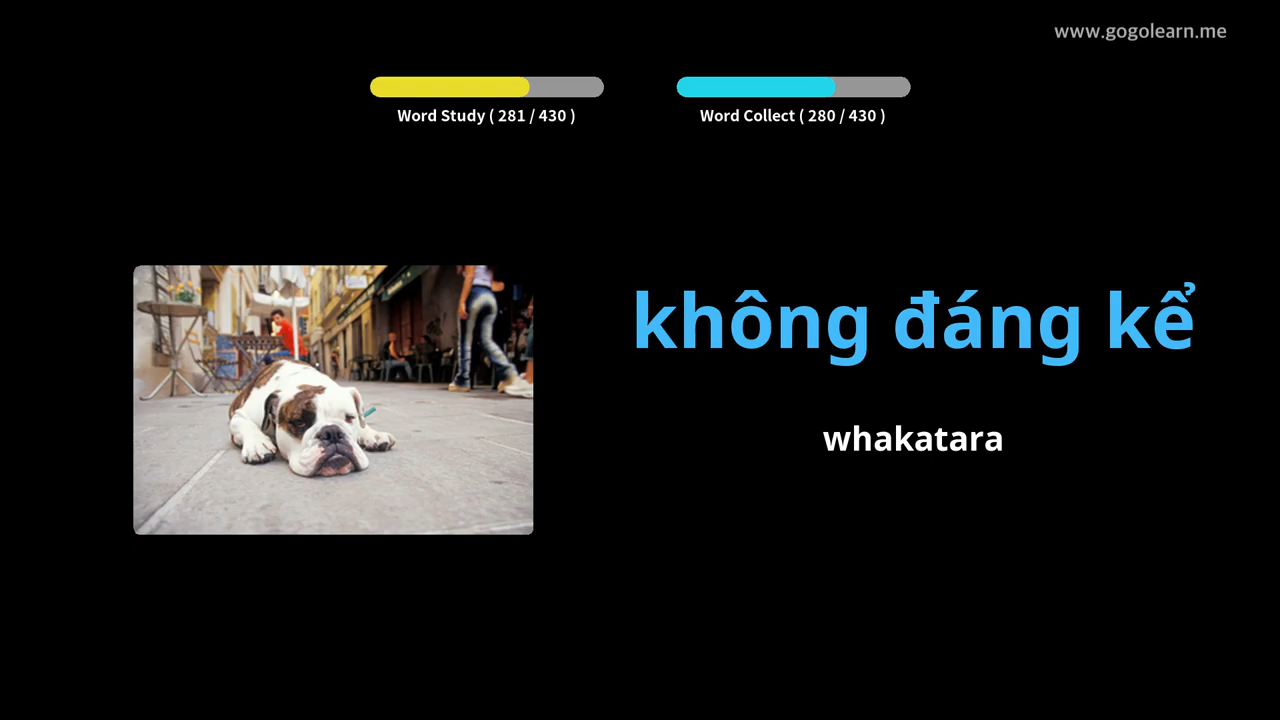 www.gogolearn.me
Word Study ( 281 / 430 )
Word Collect ( 280 / 430 )
không đáng kể
whakatara